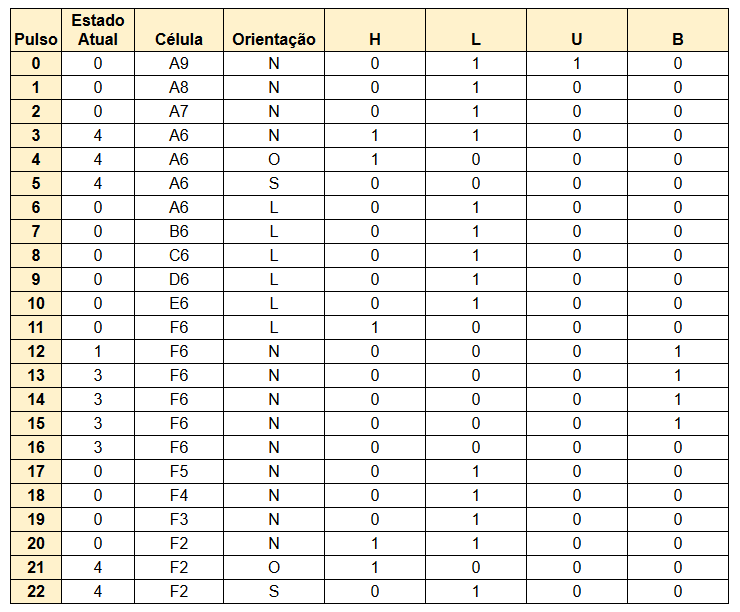 Pulso Estado Atual Célula Orientação H L U B
0 0 A9 N 0 1 1 0
1 0 A8 N 0 1 0 0
2 0 A7 N 0 1 0 0
3 4 A6 N 1 1 0 0
4 4 A6 O 1 0 0 0
5 4 A6 S 0 0 0 0
6 0 A6 L 0 1 0 0
7 0 B6 L 0 1 0 0
8 0 C6 L 0 1 0 0
9 0 D6 L 0 1 0 0
10 0 E6 L 0 1 0 0
11 0 F6 L 1 0 0 0
12 1 F6 N 0 0 0 1
13 3 F6 N 0 0 0 1
14 3 F6 N 0 0 0 1
15 3 F6 N 0 0 0 1
16 3 F6 N 0 0 0 0
17 0 F5 N 0 1 0 0
18 0 F4 N 0 1 0 0
19 0 F3 N 0 1 0 0
20 0 F2 N 1 1 0 0
21 4 F2 O 1 0 0 0
22 4 F2 S 0 1 0 0